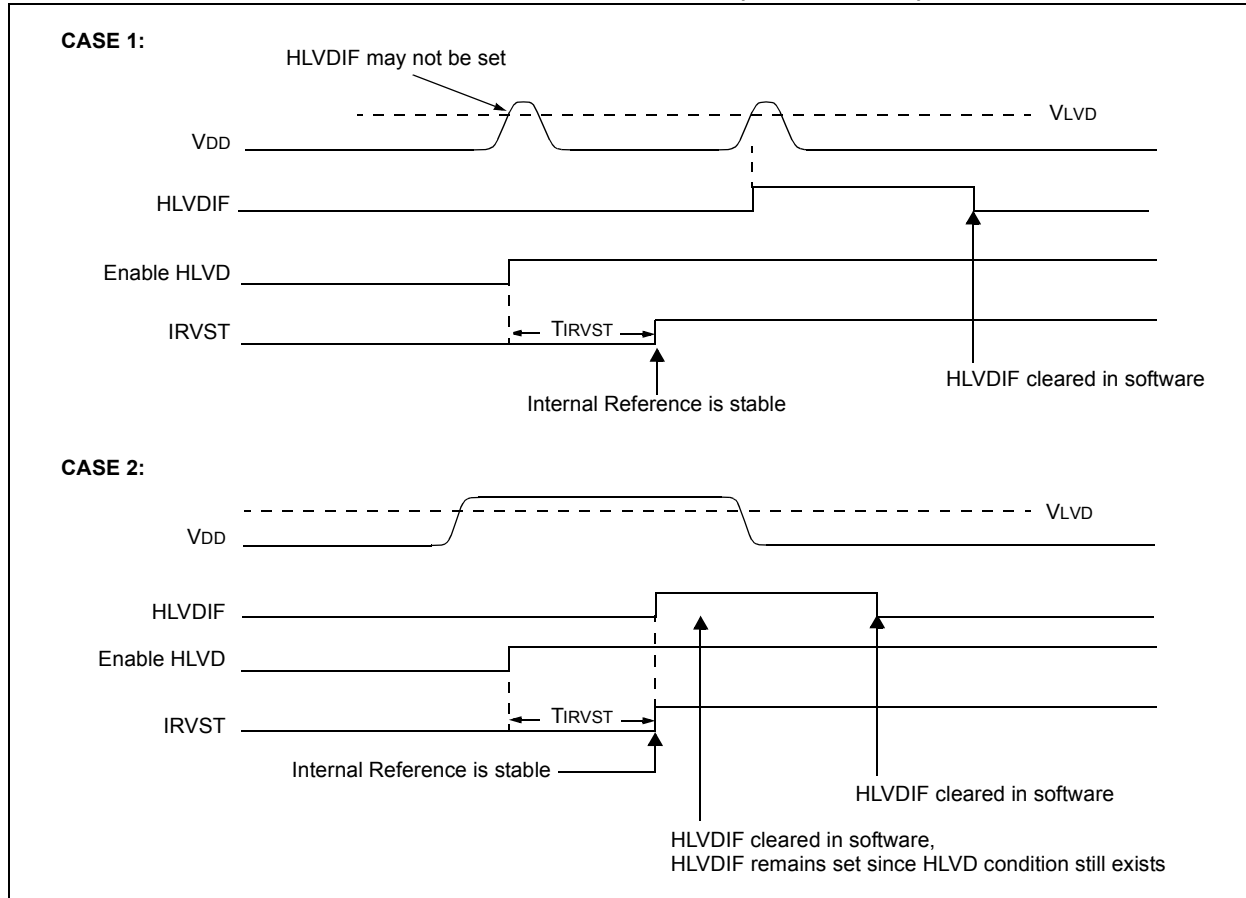 CASE 1:
HLVDIF may not be set
VLVD
VDD
HLVDIF
Enable HLVD
IRVST
TIRVST
HLVDIF cleared in software
Internal Reference is stable
CASE 2:
VLVD
VDD
HLVDIF
Enable HLVD
IRVST
TIRVST
Internal Reference is stable
HLVDIF cleared in software
HLVDIF cleared in software,
HLVDIF remains set since HLVD condition still exists